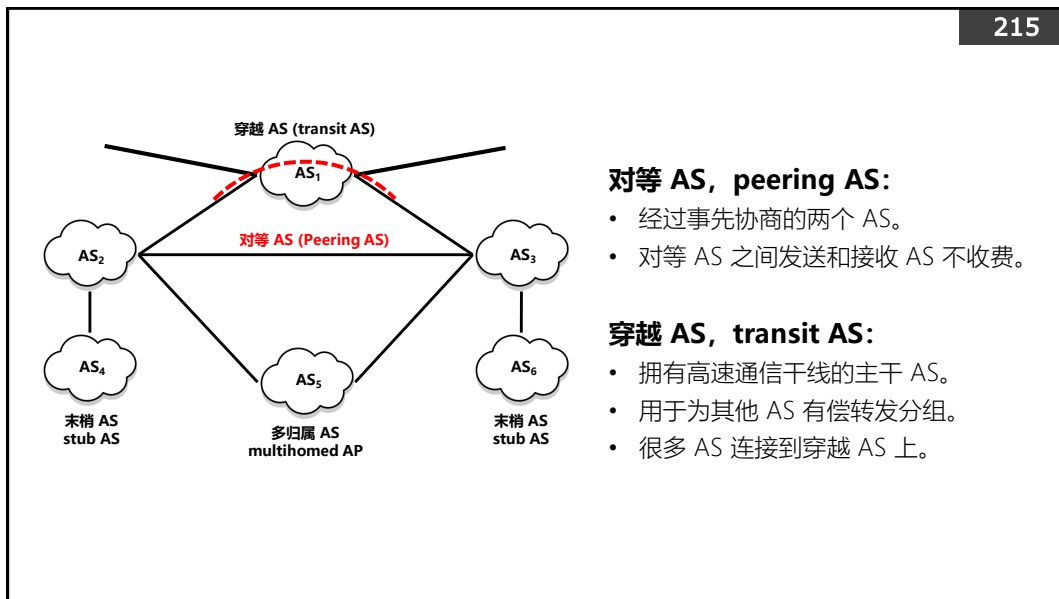 215
穿越 AS (transit AS)
AS1
对等 AS (Peering AS)
AS2
AS3
AS4
AS5
AS6
末梢 AS
stub AS
多归属 AS
multihomed AP
末梢 AS
stub AS
对等 AS，peering AS：
• 经过事先协商的两个 AS。
• 对等 AS 之间发送和接收 AS 不收费。
穿越 AS，transit AS：
• 拥有高速通信干线的主干 AS。
• 用于为其他 AS 有偿转发分组。
• 很多 AS 连接到穿越 AS 上。